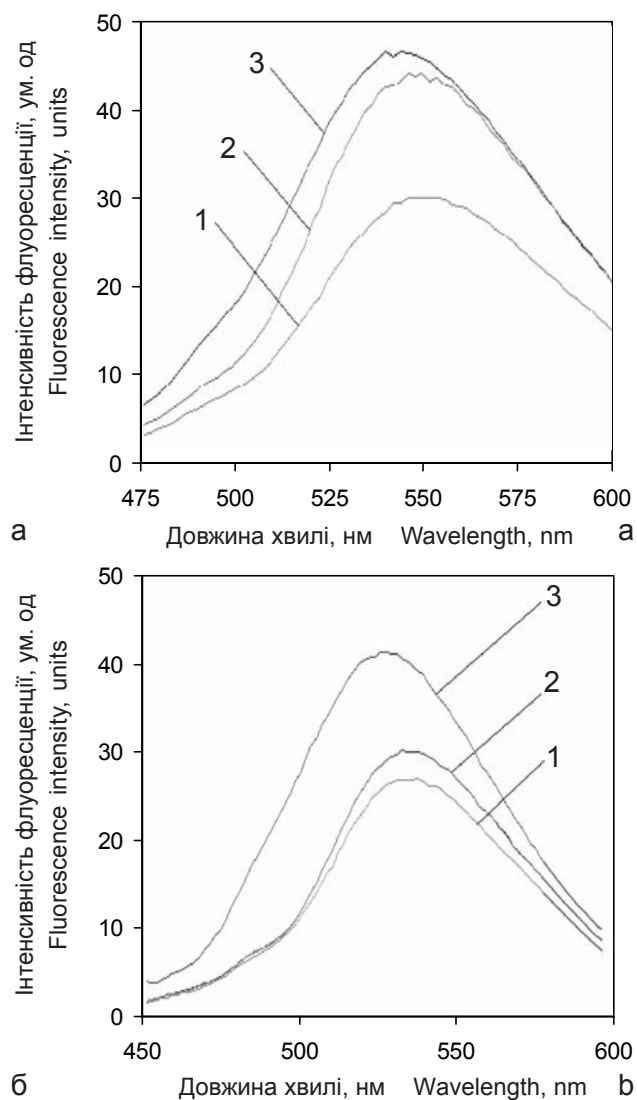 Інтенсивність флуоресценції, ум. од
Fluorescence intensity, units
50
40
30
20
10
0
3
2
1
475 500 525 550 575 600
а Довжина хвилі, нм Wavelength, nm a
Інтенсивність флуоресценції, ум. од
Fluorescence intensity, units
50
40
30
20
10
0
3
2
1
450 500 550 600
б Довжина хвилі, нм Wavelength, nm b